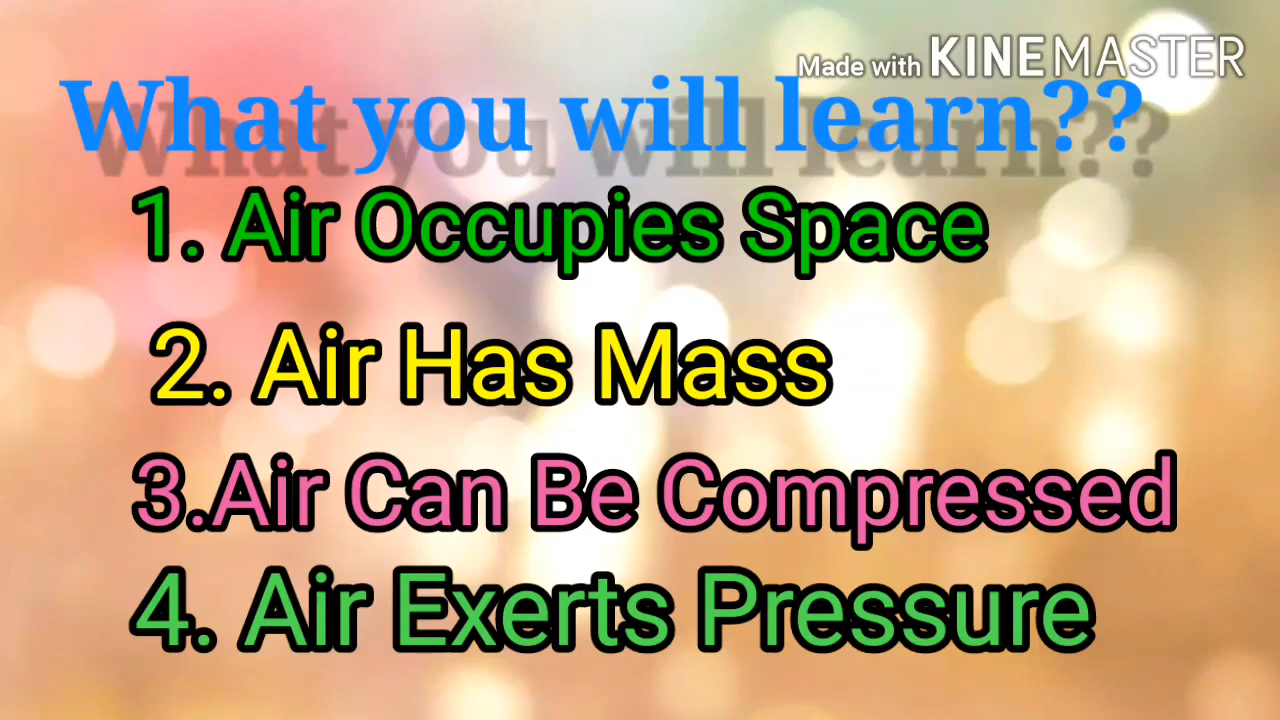 Made with KINEMASTER
What you will learn??
1. Air Occupies Space
2. Air Has Mass
3.Air Can Be Compressed
4. Air Exerts Pressure